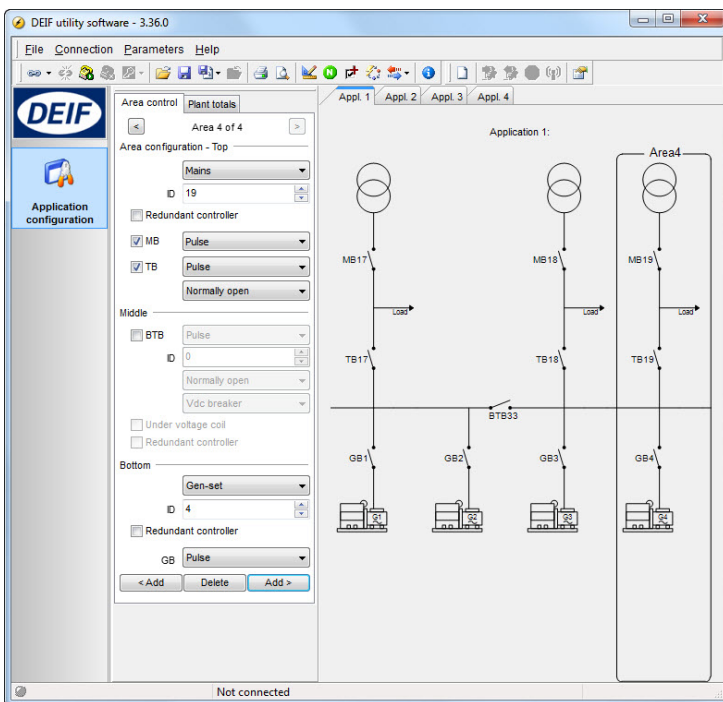 DEIF utility software - 3.36.0
File Connection Parameters Help
DEIF
Application
configuration
Area control Plant totals
< Area 4 of 4 >
Area configuration - Top
Mains
ID 19
Redundant controller
MB Pulse
TB Pulse
Normally open
Middle
BTB Pulse
ID 0
Normally open
Vdc breaker
Under voltage coil
Redundant controller
Bottom
Gen-set
ID 4
Redundant controller
GB Pulse
< Add Delete Add >
Appl. 1 Appl. 2 Appl. 3 Appl. 4
Application 1:
Area4
MB17 MB18 MB19
Load Load Load
TB17 TB18 TB19
BTB33
GB1 GB2 GB3 GB4
G1 G2 G3 G4
Not connected